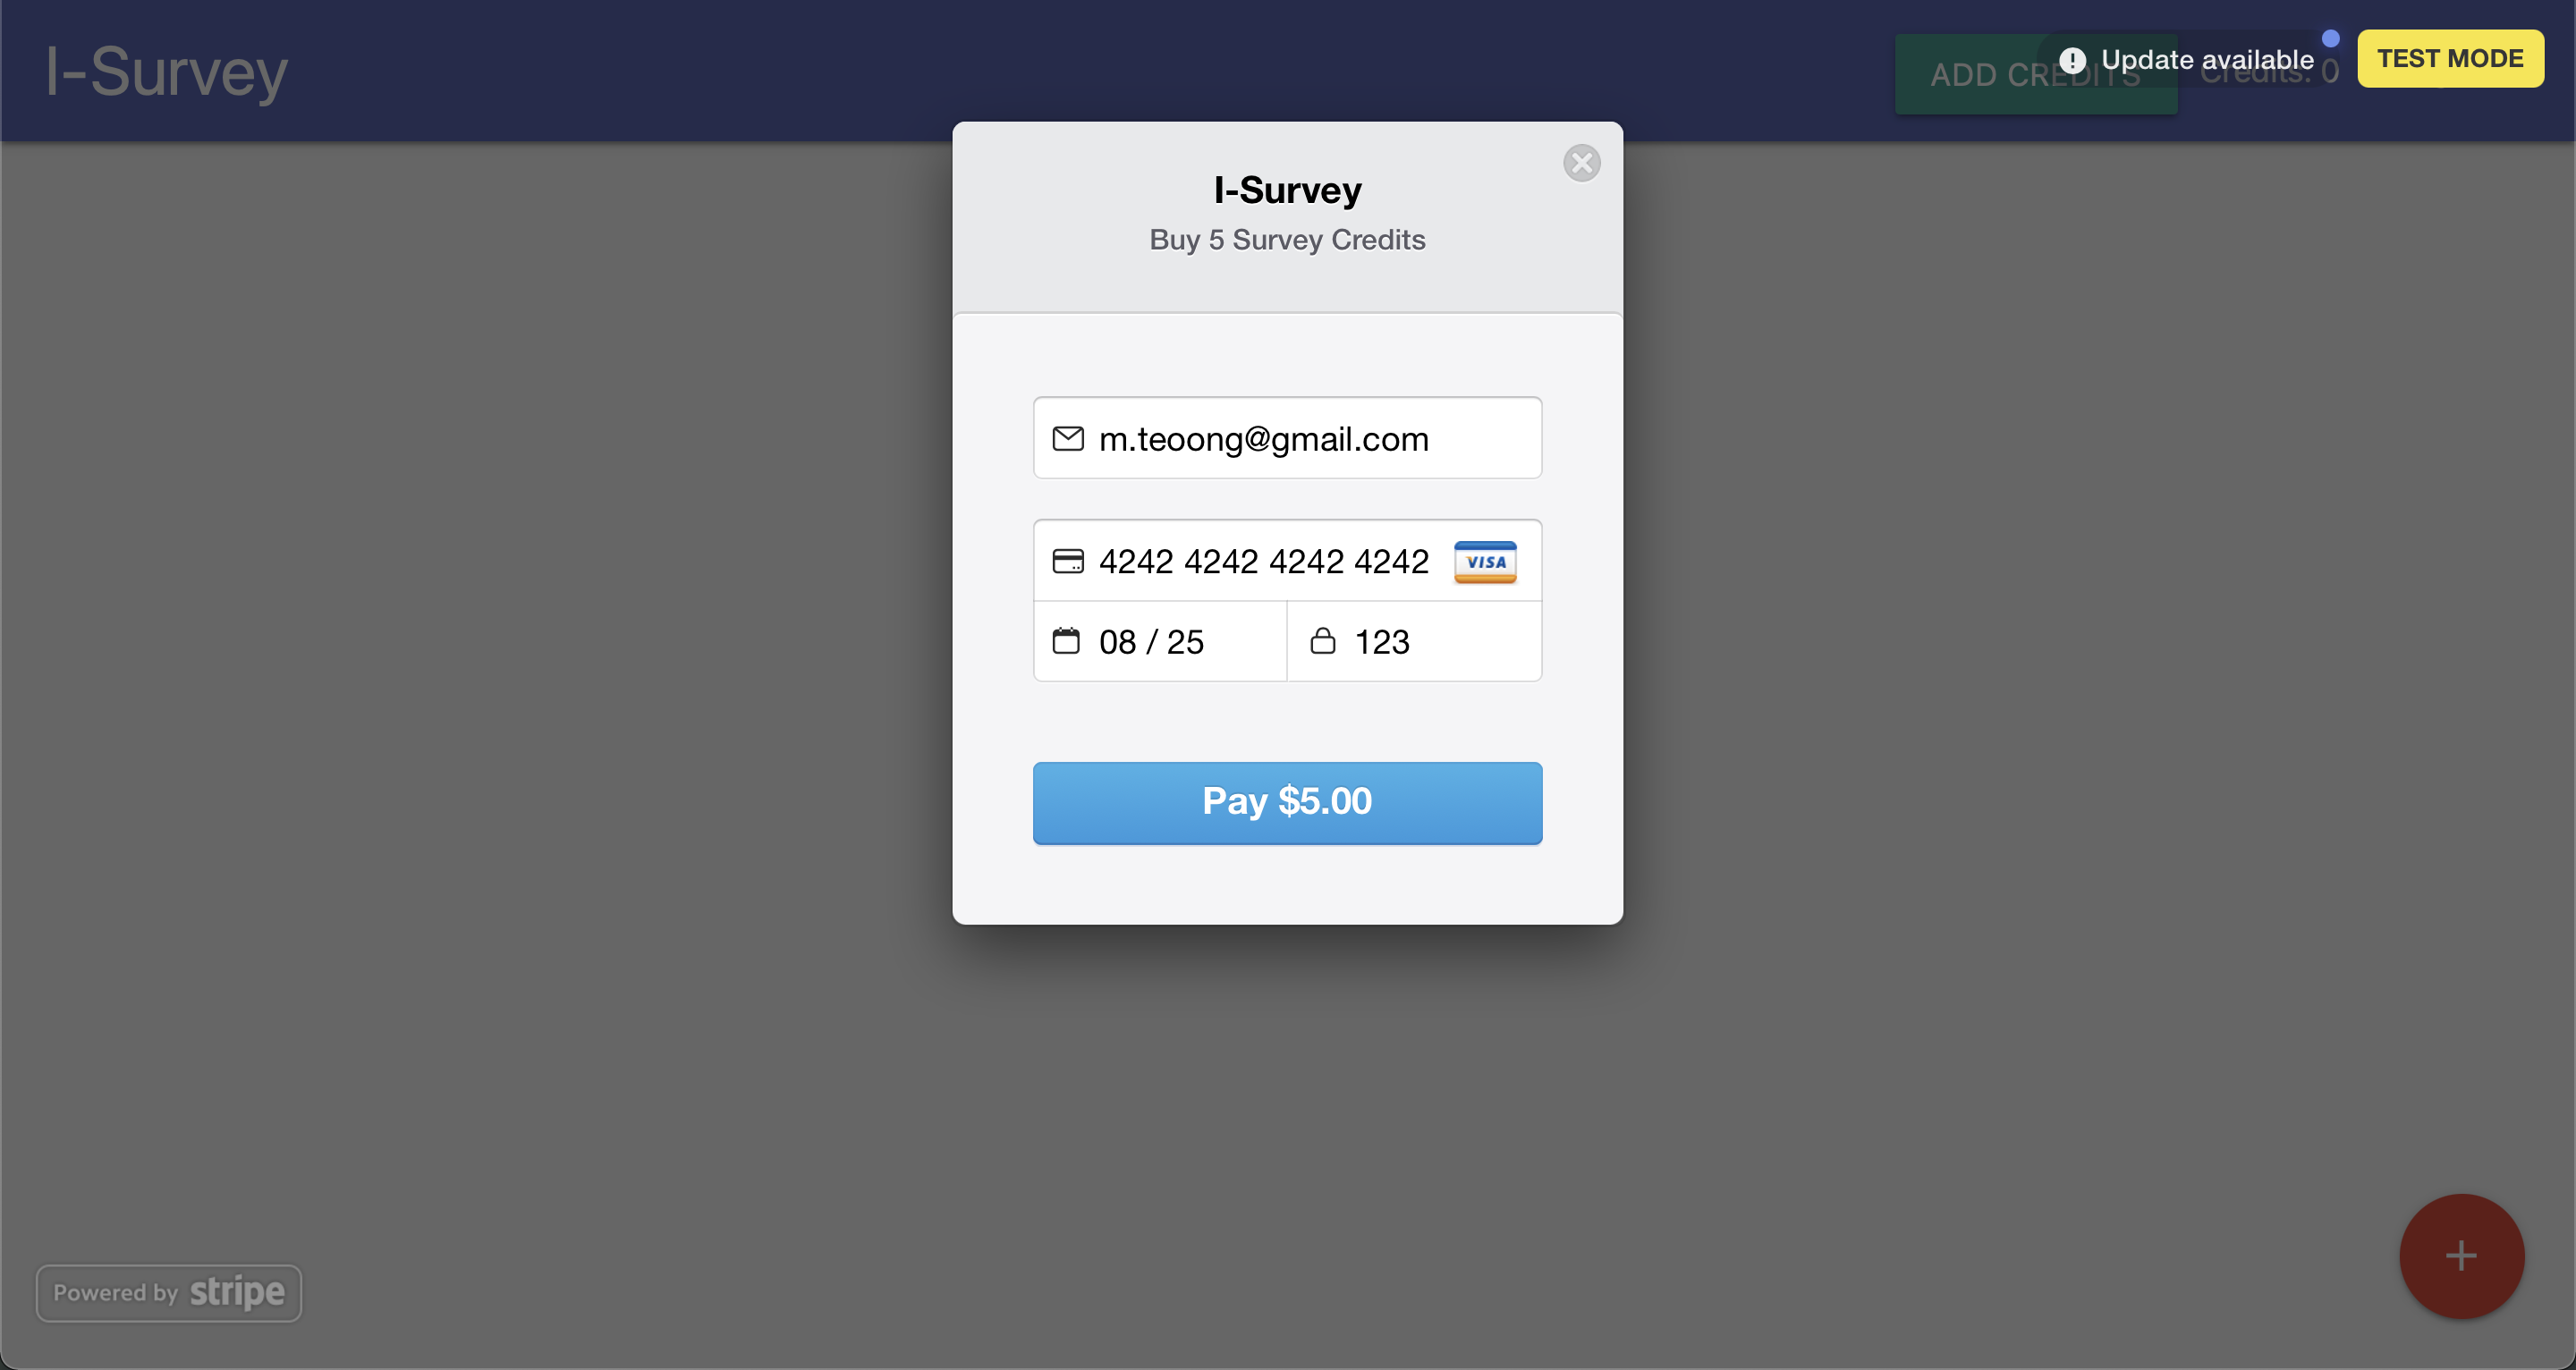 I-Survey
ADD CREDITS
Update available
Credits: 0
TEST MODE
I-Survey
Buy 5 Survey Credits
m.teoong@gmail.com
4242 4242 4242 4242 VISA
08 / 25 123
Pay $5.00
Powered by stripe
+